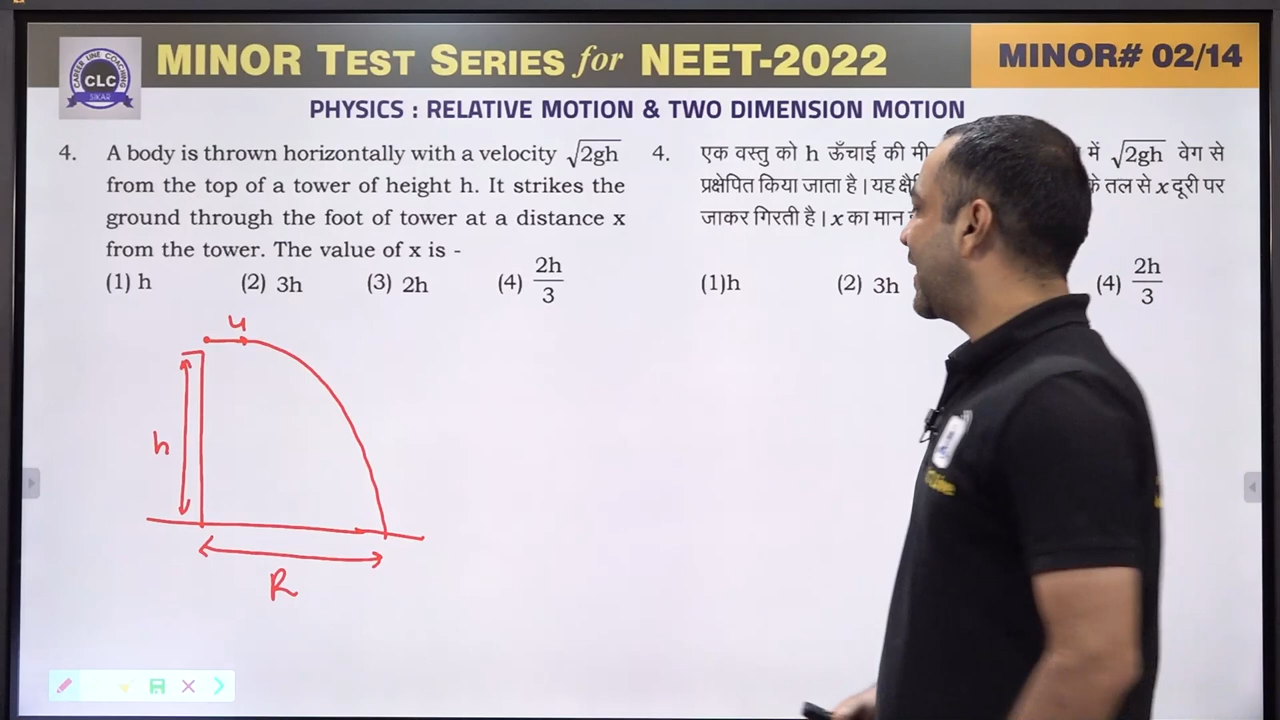 MINOR TEST SERIES for NEET-2022
MINOR# 02/14
CAREER LINE COACHING
CLC
SIKAR
PHYSICS : RELATIVE MOTION & TWO DIMENSION MOTION
4. A body is thrown horizontally with a velocity √2gh
from the top of a tower of height h. It strikes the
ground through the foot of tower at a distance x
from the tower. The value of x is -
(1) h (2) 3h (3) 2h (4) 2h/3
4. एक वस्तु को h ऊँचाई की में √2gh वेग से
प्रक्षेपित किया जाता है। यह के तल से x दूरी पर
जाकर गिरती है। x का मान
(1)h (2) 3h (4) 2h/3
u
h
R